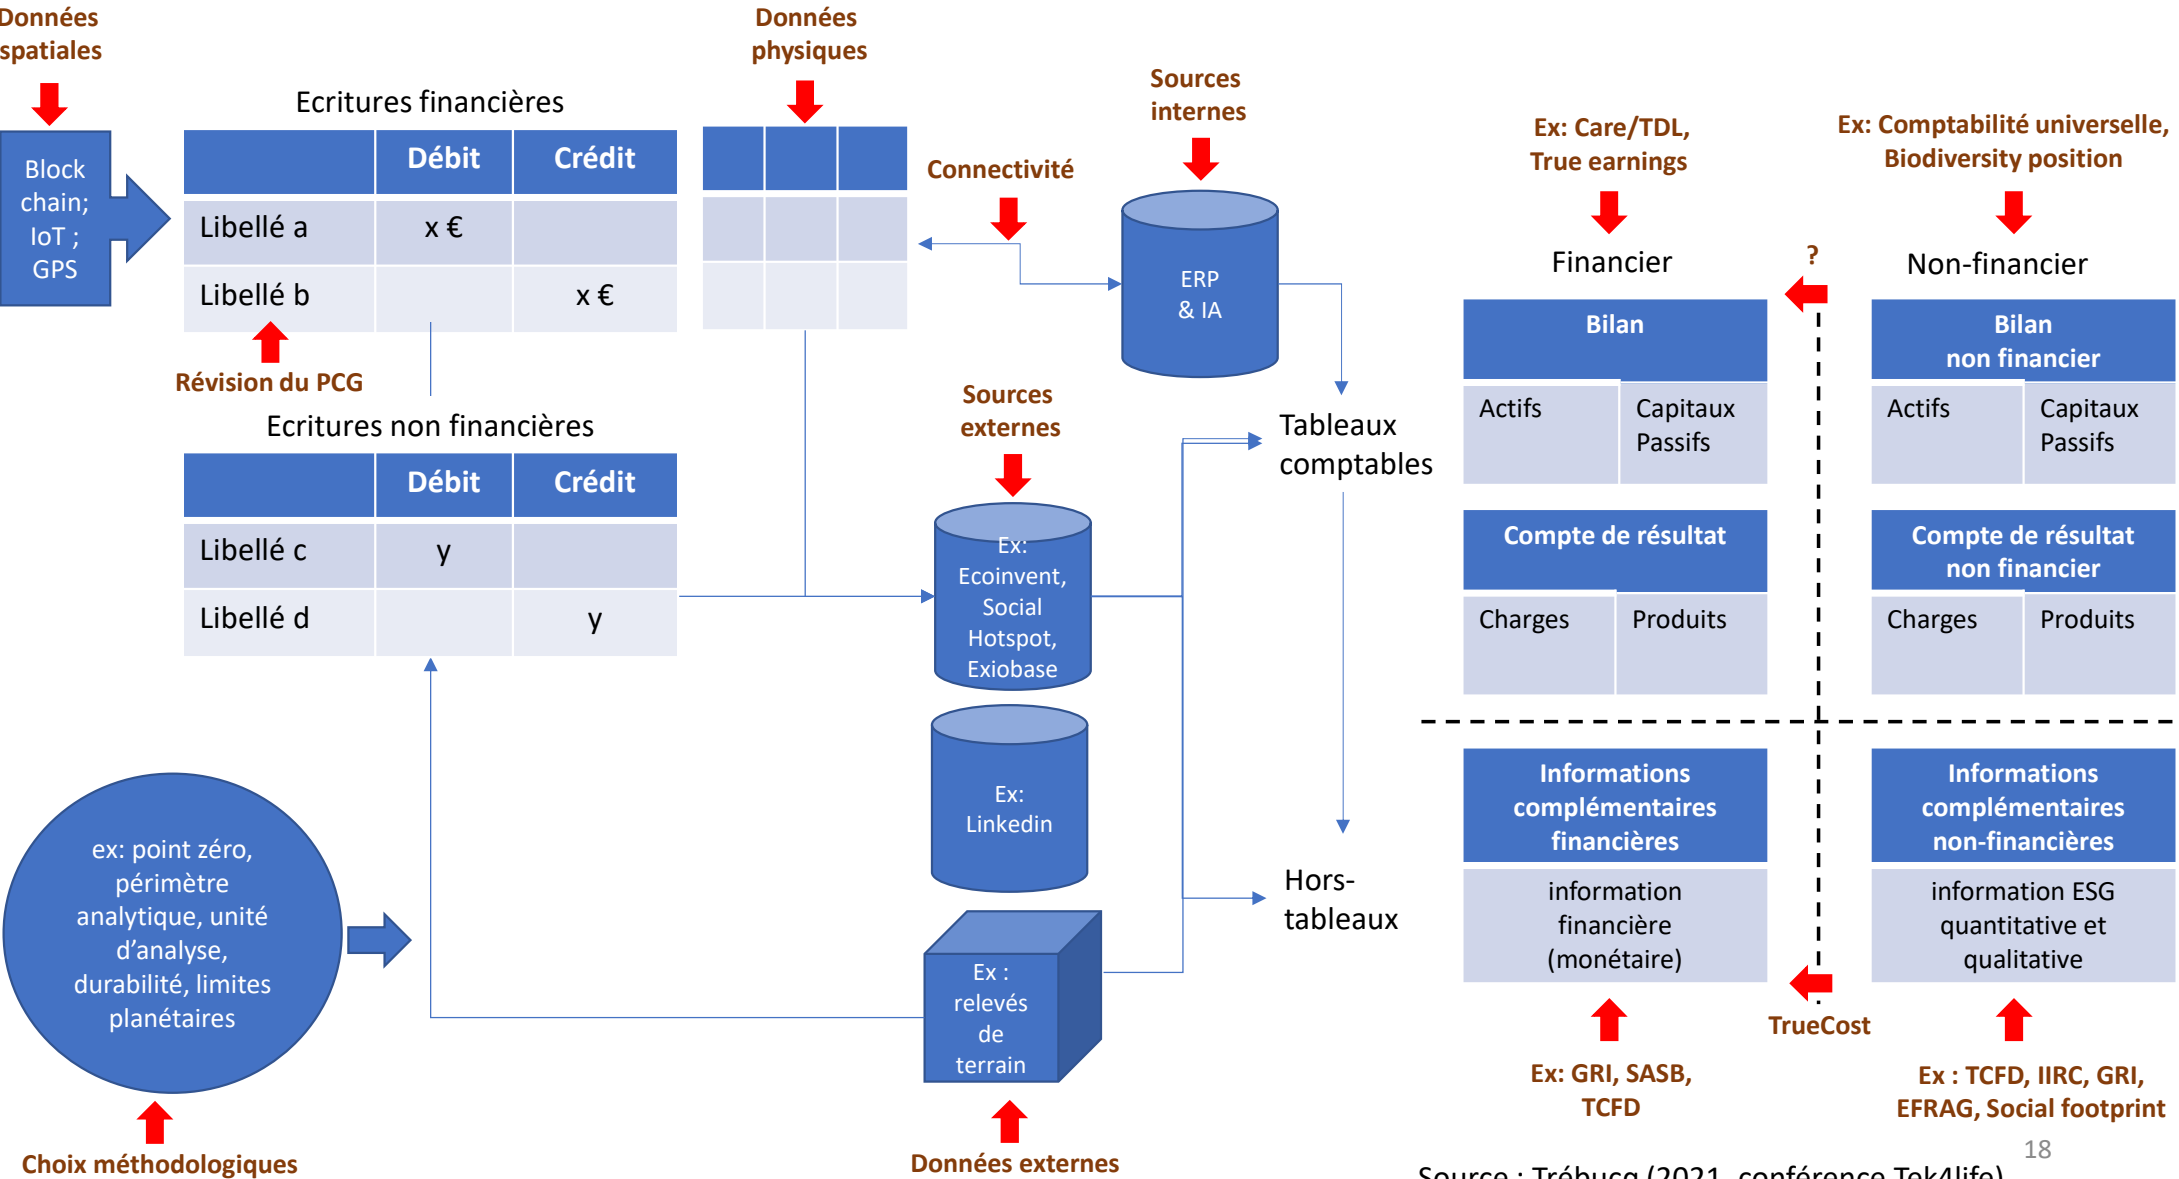 Données
spatiales
Block
chain;
IoT ;
GPS
Ecritures financières
Débit Crédit
Libellé a x €
Libellé b x €
Révision du PCG
Ecritures non financières
Débit Crédit
Libellé c y
Libellé d y
ex: point zéro,
périmètre
analytique, unité
d’analyse,
durabilité, limites
planétaires
Choix méthodologiques
Données
physiques
Connectivité
Sources
internes
ERP
& IA
Sources
externes
Ex:
Ecoinvent,
Social
Hotspot,
Exiobase
Ex:
Linkedin
Ex :
relevés
de
terrain
Données externes
Tableaux
comptables
Hors-
tableaux
Ex: Care/TDL,
True earnings
Financier
Bilan
Actifs Capitaux
Passifs
Compte de résultat
Charges Produits
Informations
complémentaires
financières
information
financière
(monétaire)
Ex: GRI, SASB,
TCFD
?
TrueCost
Ex: Comptabilité universelle,
Biodiversity position
Non-financier
Bilan
non financier
Actifs Capitaux
Passifs
Compte de résultat
non financier
Charges Produits
Informations
complémentaires
non-financières
information ESG
quantitative et
qualitative
Ex : TCFD, IIRC, GRI,
EFRAG, Social footprint
18
Source : Trébucq (2021, conférence Tek4life)